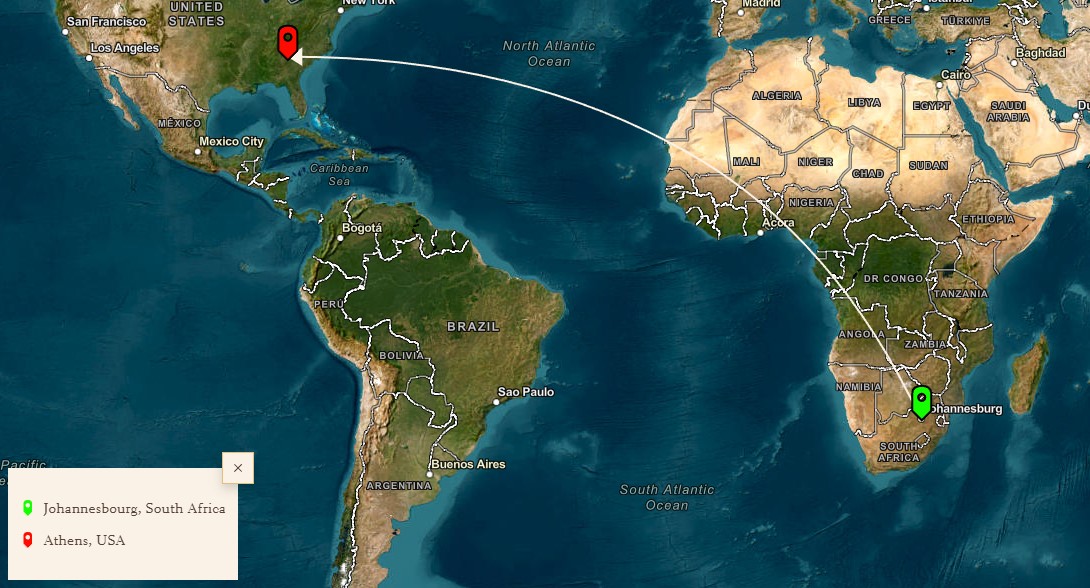 New York
Madrid
Istanbul
UNITED
STATES
San Francisco
GREECE
TÜRKIYE
Los Angeles
North Atlantic
Ocean
Baghdad
Cairo
ALGERIA
LIBYA
EGYPT
SAUDI
ARABIA
Du
MÉXICO
Mexico City
MALI
NIGER
SUDAN
CHAD
Caribbean
Sea
NIGERIA
ETHIOPIA
Bogotá
Accra
DR CONGO
TANZANIA
PERÚ
BRAZIL
ANGOLA
ZAMBIA
BOLIVIA
NAMIBIA
Sao Paulo
ohannesburg
SOUTH
AFRICA
Buenos Aires
Pacific
ARGENTINA
South Atlantic
Ocean
Johannesbourg, South Africa
Athens, USA